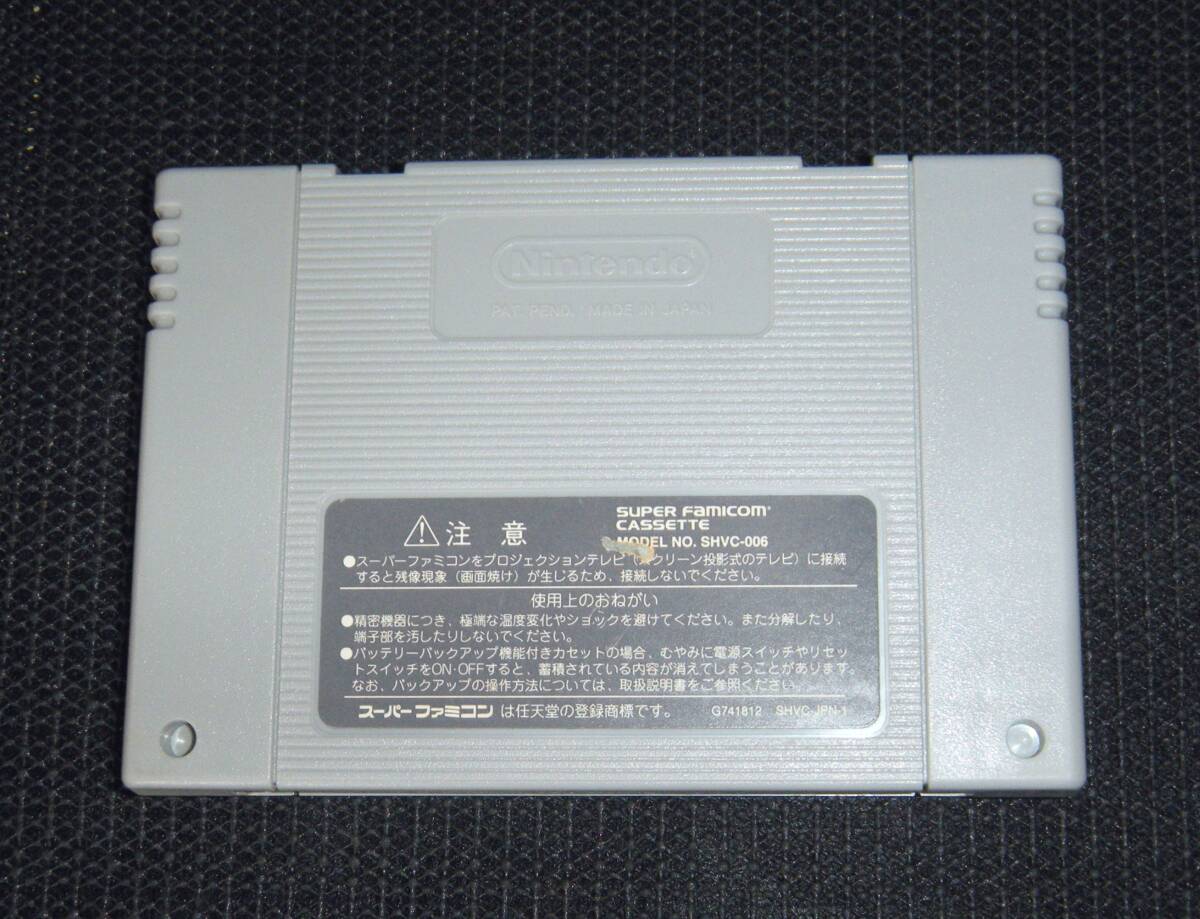 Nintendo
PAT. PEND. MADE IN JAPAN
⚠注 意
SUPER FAMICOM
CASSETTE
MODEL NO. SHVC-006
●スーパーファミコンをプロジェクションテレビ(スクリーン投影式のテレビ)に接続
すると残像現象(画面焼け)が生じるため、接続しないでください。
使用上のおねがい
●精密機器につき、極端な温度変化やショックを避けてください。また分解したり、
端子部を汚したりしないでください。
●バッテリーバックアップ機能付きカセットの場合、むやみに電源スイッチやリセッ
トスイッチをON·OFFすると、蓄積されている内容が消えてしまうことがあります。
なお、バックアップの操作方法については、取扱説明書をご参照ください。
スーパーファミコン は任天堂の登録商標です。 G741812 SHVC-JPN-1